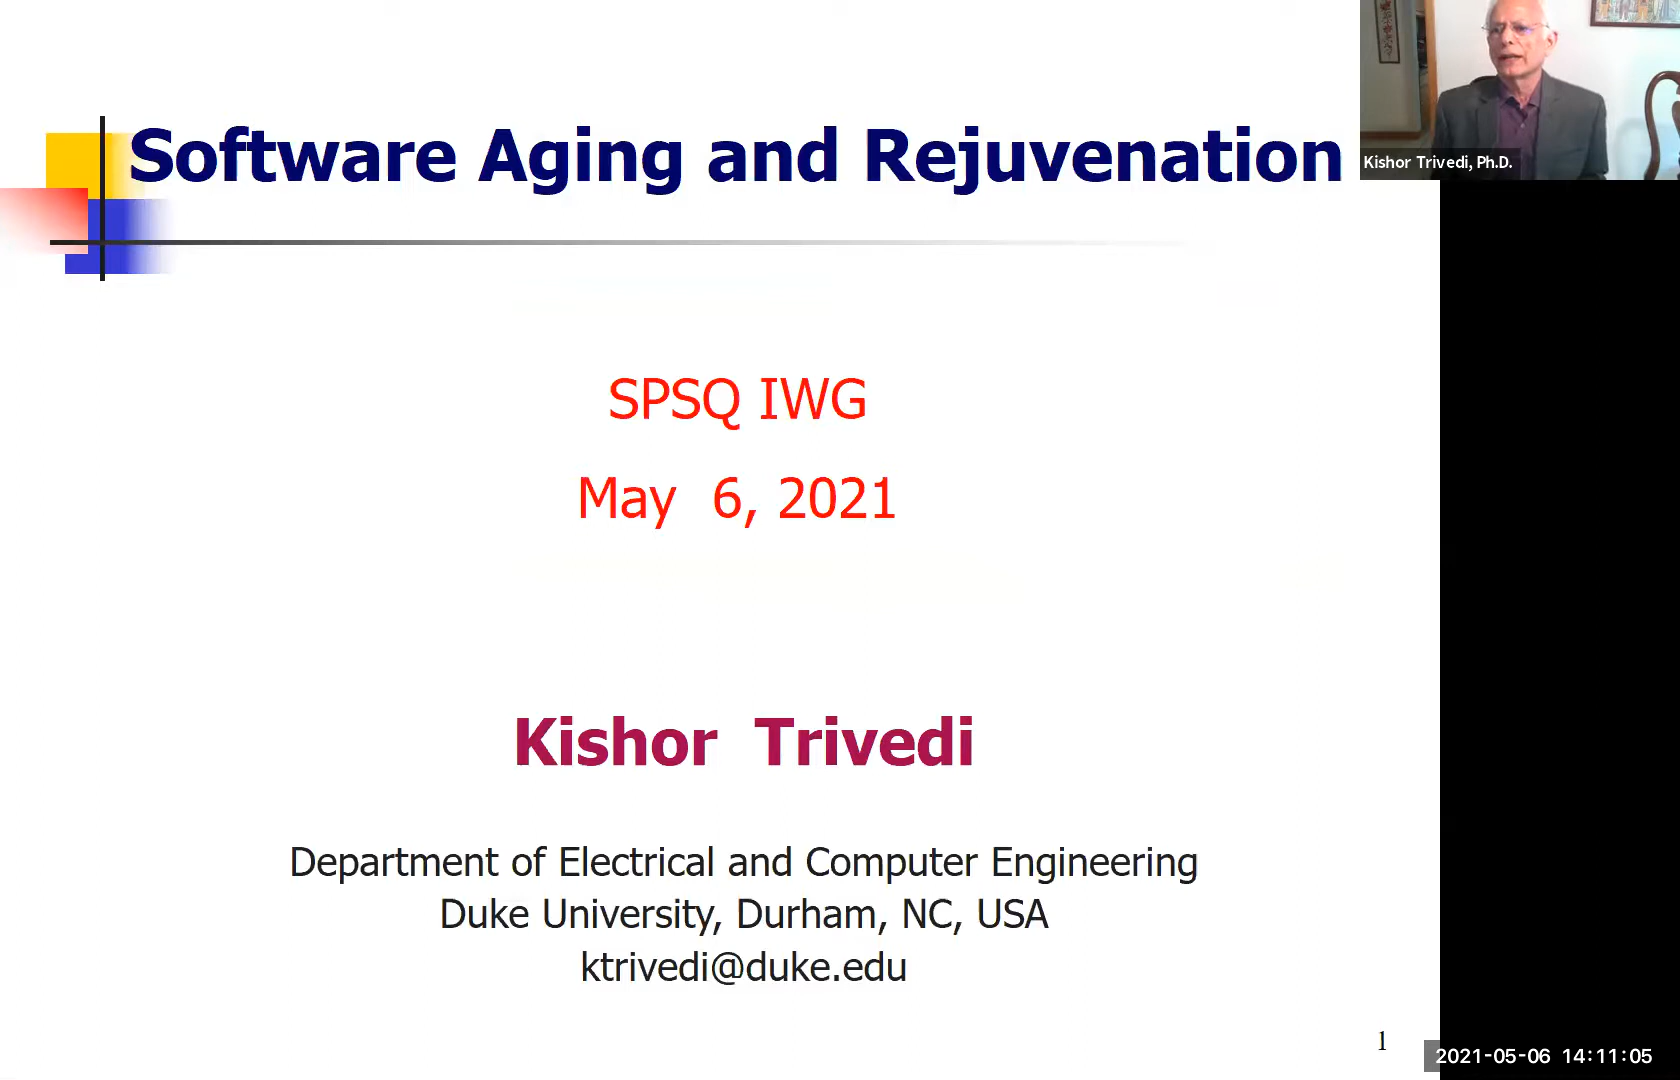 Software Aging and Rejuvenation
Kishor Trivedi, Ph.D.
SPSQ IWG
May 6, 2021
Kishor Trivedi
Department of Electrical and Computer Engineering
Duke University, Durham, NC, USA
ktrivedi@duke.edu
1
2021-05-06 14:11:05